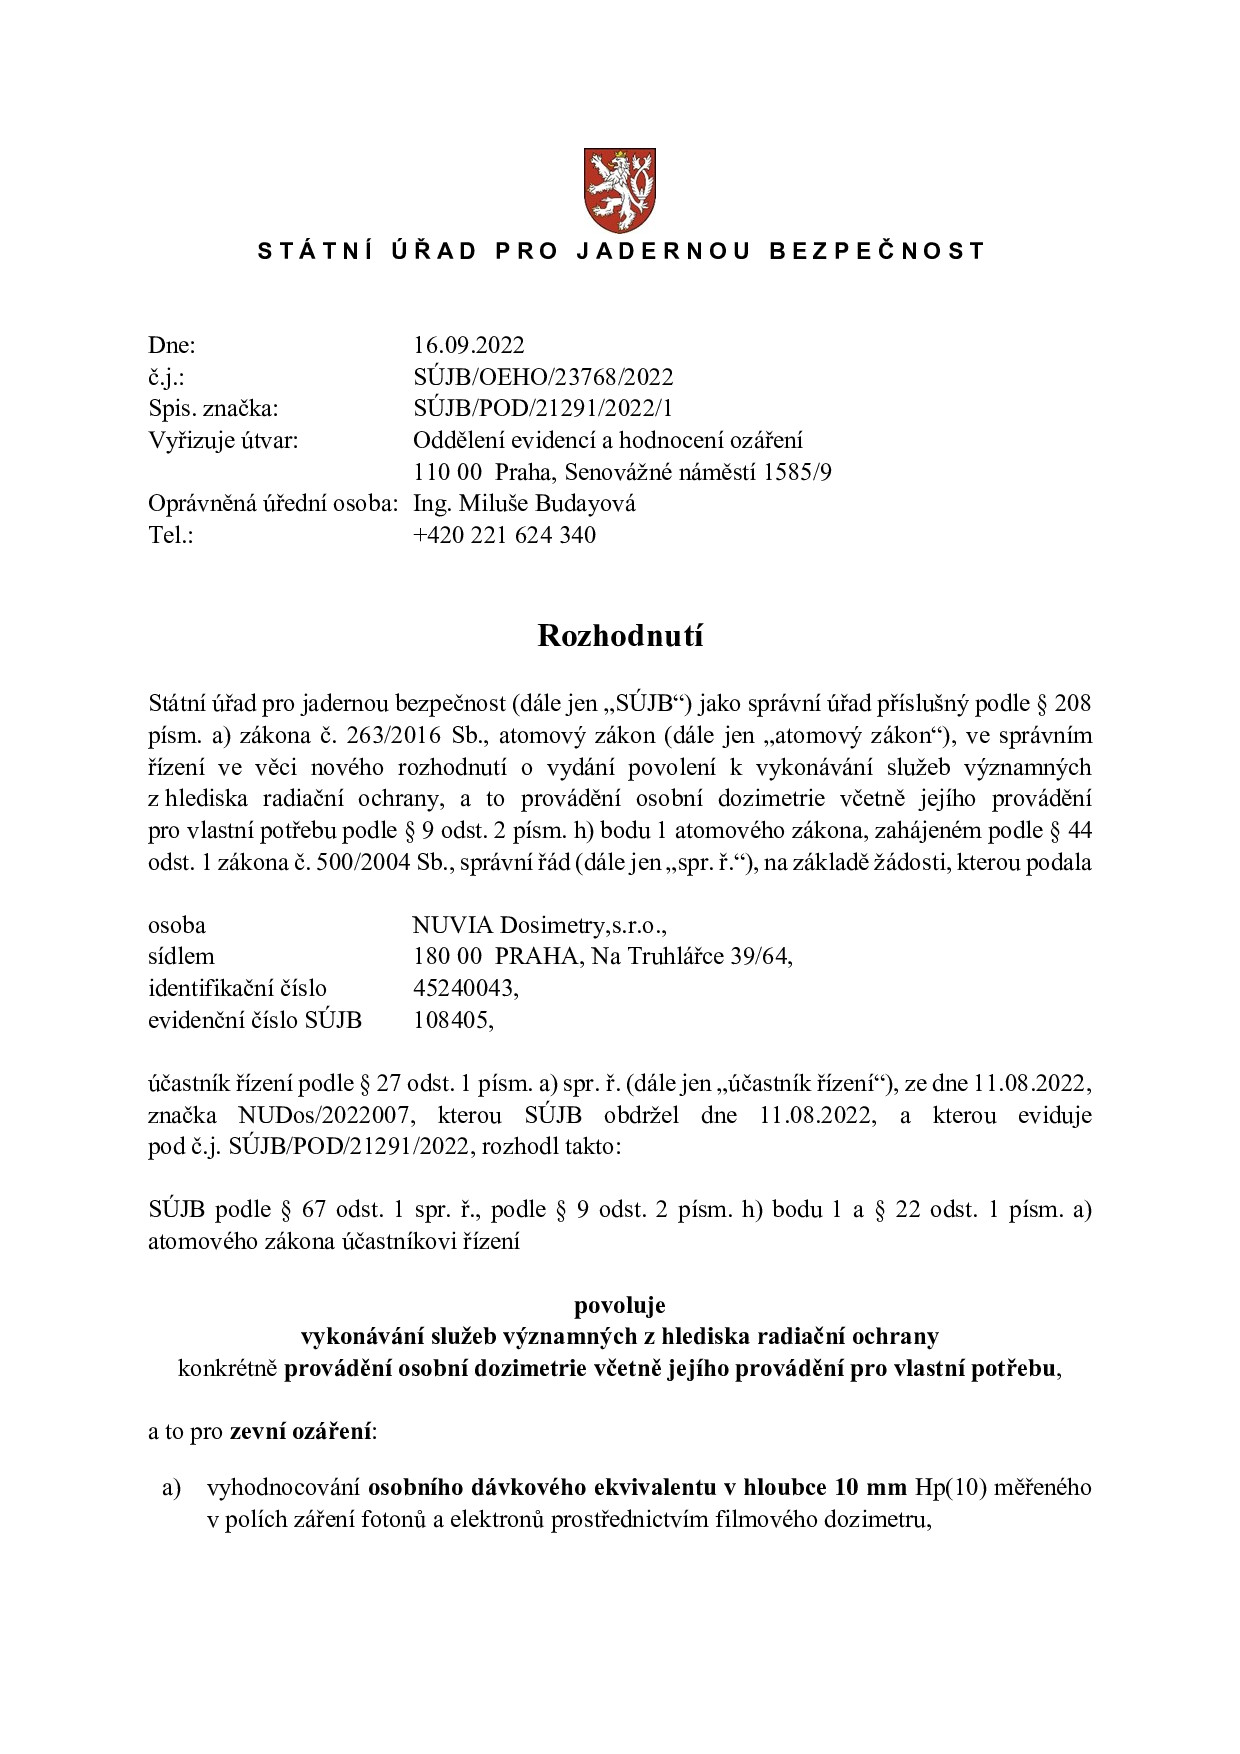 STÁTNÍ ÚŘAD PRO JADERNOU BEZPEČNOST
Dne: 16.09.2022
č.j.: SÚJB/OEHO/23768/2022
Spis. značka: SÚJB/POD/21291/2022/1
Vyřizuje útvar: Oddělení evidencí a hodnocení ozáření
110 00 Praha, Senovážné náměstí 1585/9
Oprávněná úřední osoba: Ing. Miluše Budayová
Tel.: +420 221 624 340
Rozhodnutí
Státní úřad pro jadernou bezpečnost (dále jen „SÚJB“) jako správní úřad příslušný podle § 208
písm. a) zákona č. 263/2016 Sb., atomový zákon (dále jen „atomový zákon“), ve správním
řízení ve věci nového rozhodnutí o vydání povolení k vykonávání služeb významných
z hlediska radiační ochrany, a to provádění osobní dozimetrie včetně jejího provádění
pro vlastní potřebu podle § 9 odst. 2 písm. h) bodu 1 atomového zákona, zahájeném podle § 44
odst. 1 zákona č. 500/2004 Sb., správní řád (dále jen „spr. ř.“), na základě žádosti, kterou podala
osoba NUVIA Dosimetry,s.r.o.,
sídlem 180 00 PRAHA, Na Truhlářce 39/64,
identifikační číslo 45240043,
evidenční číslo SÚJB 108405,
účastník řízení podle § 27 odst. 1 písm. a) spr. ř. (dále jen „účastník řízení“), ze dne 11.08.2022,
značka NUDos/2022007, kterou SÚJB obdržel dne 11.08.2022, a kterou eviduje
pod č.j. SÚJB/POD/21291/2022, rozhodl takto:
SÚJB podle § 67 odst. 1 spr. ř., podle § 9 odst. 2 písm. h) bodu 1 a § 22 odst. 1 písm. a)
atomového zákona účastníkovi řízení
povoluje
vykonávání služeb významných z hlediska radiační ochrany
konkrétně provádění osobní dozimetrie včetně jejího provádění pro vlastní potřebu,
a to pro zevní ozáření:
a) vyhodnocování osobního dávkového ekvivalentu v hloubce 10 mm Hp(10) měřeného
v polích záření fotonů a elektronů prostřednictvím filmového dozimetru,